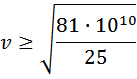 v ≥ √(81 · 10¹⁰ / 25)